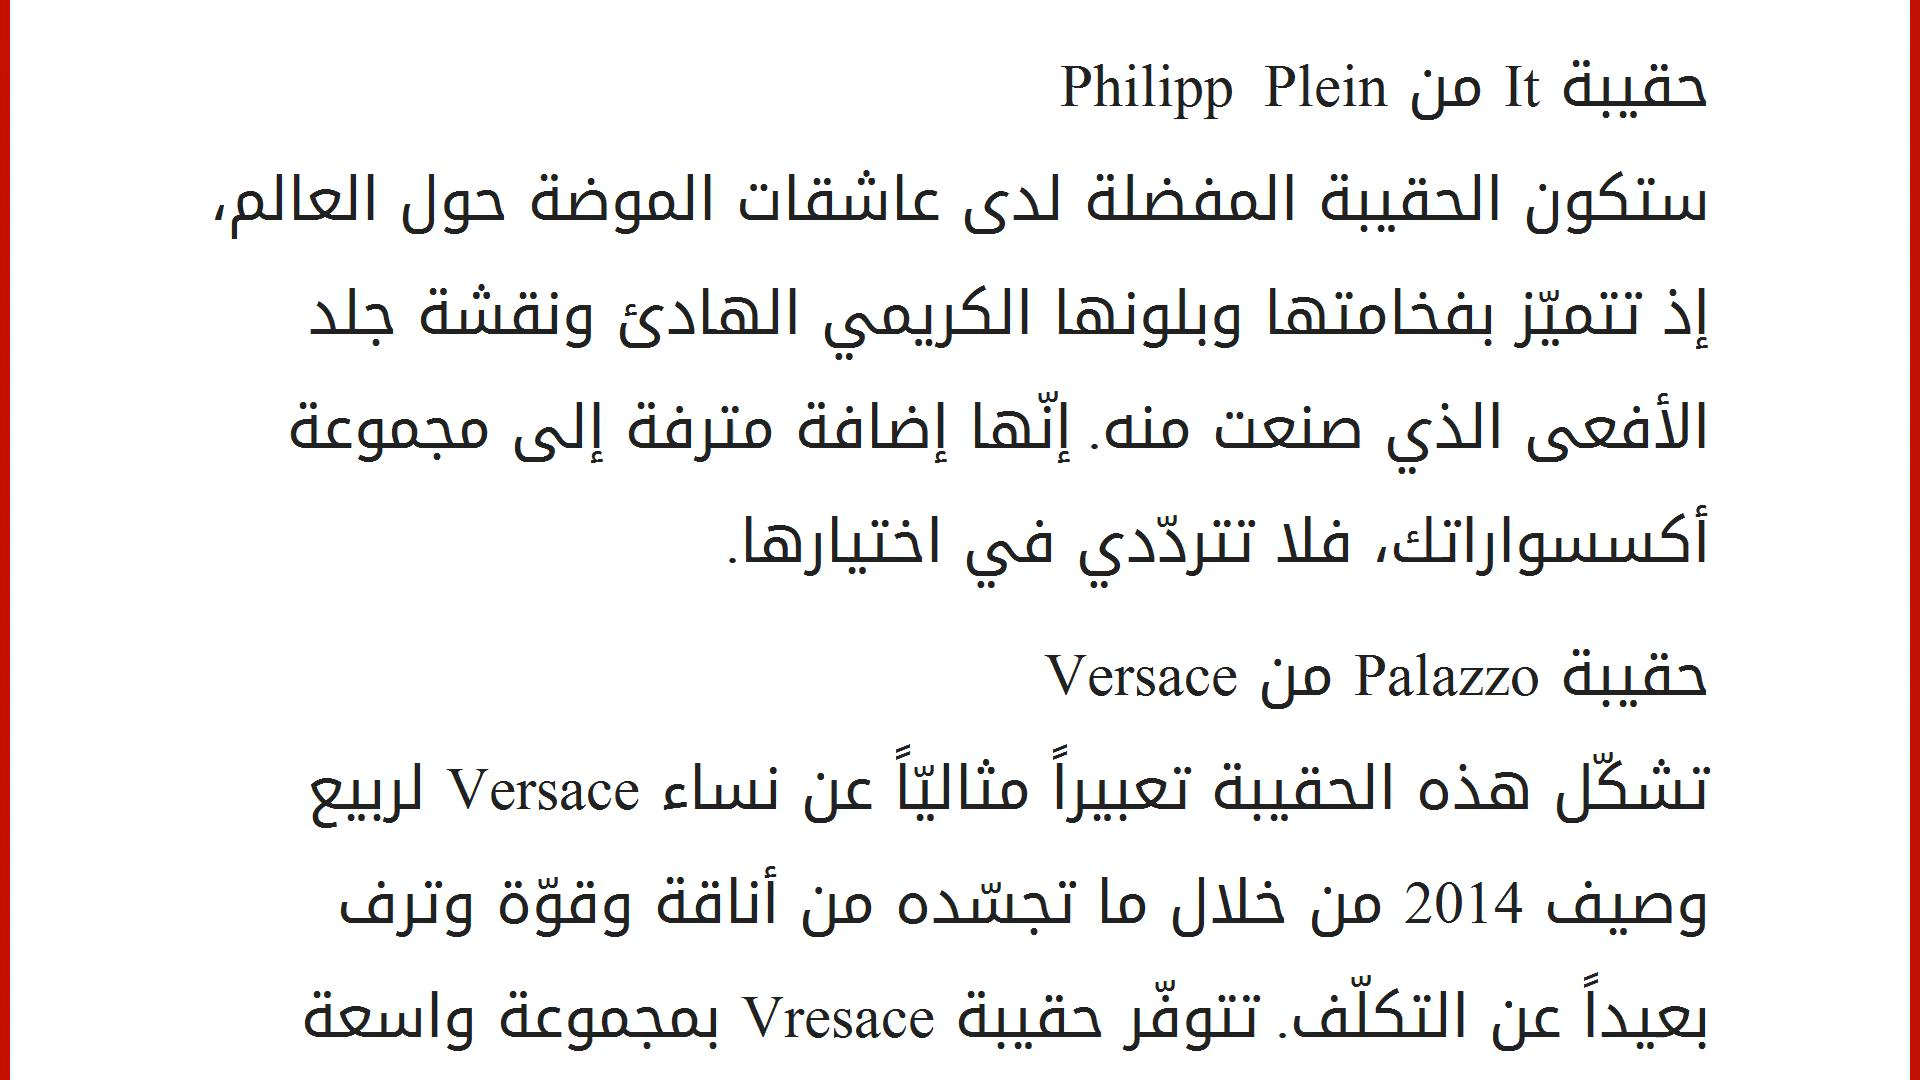 حقيبة It من Philipp Plein
ستكون الحقيبة المفضلة لدى عاشقات الموضة حول العالم،
إذ تتميّز بفخامتها وبلونها الكريمي الهادئ ونقشة جلد
الأفعى الذي صنعت منه. إنّها إضافة مترفة إلى مجموعة
أكسسواراتك، فلا تتردّدي في اختيارها.
حقيبة Palazzo من Versace
تشكّل هذه الحقيبة تعبيراً مثاليّاً عن نساء Versace لربيع
وصيف 2014 من خلال ما تجسّده من أناقة وقوّة وترف
بعيداً عن التكلّف. تتوفّر حقيبة Vresace بمجموعة واسعة